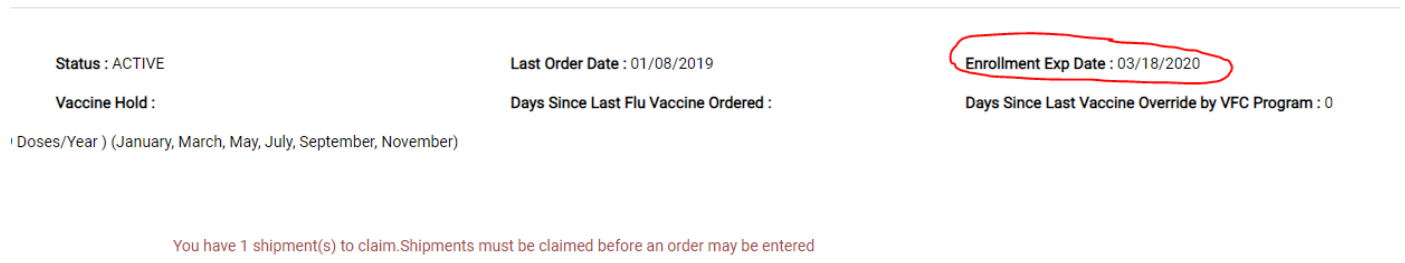 Status : ACTIVE
Last Order Date : 01/08/2019
Enrollment Exp Date : 03/18/2020
Vaccine Hold :
Days Since Last Flu Vaccine Ordered :
Days Since Last Vaccine Override by VFC Program : 0
Doses/Year ) (January, March, May, July, September, November)
You have 1 shipment(s) to claim.Shipments must be claimed before an order may be entered